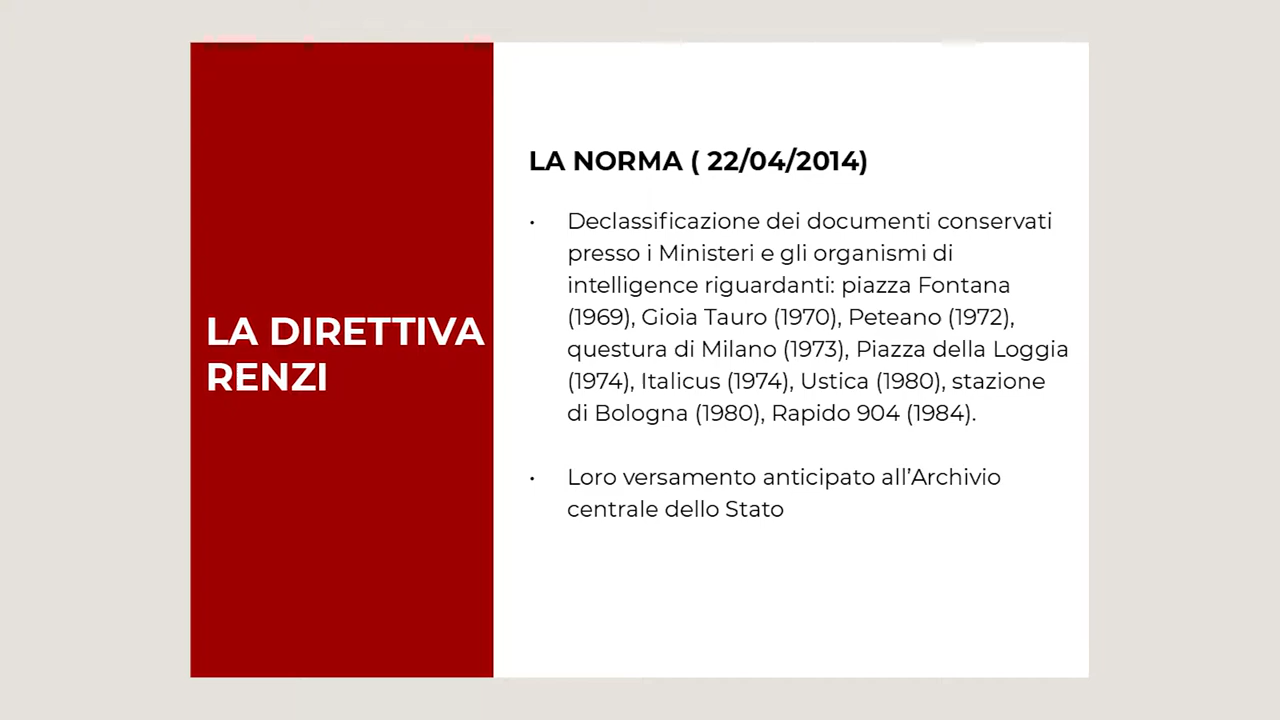 LA DIRETTIVA
RENZI
LA NORMA ( 22/04/2014)
• Declassificazione dei documenti conservati
presso i Ministeri e gli organismi di
intelligence riguardanti: piazza Fontana
(1969), Gioia Tauro (1970), Peteano (1972),
questura di Milano (1973), Piazza della Loggia
(1974), Italicus (1974), Ustica (1980), stazione
di Bologna (1980), Rapido 904 (1984).
• Loro versamento anticipato all’Archivio
centrale dello Stato